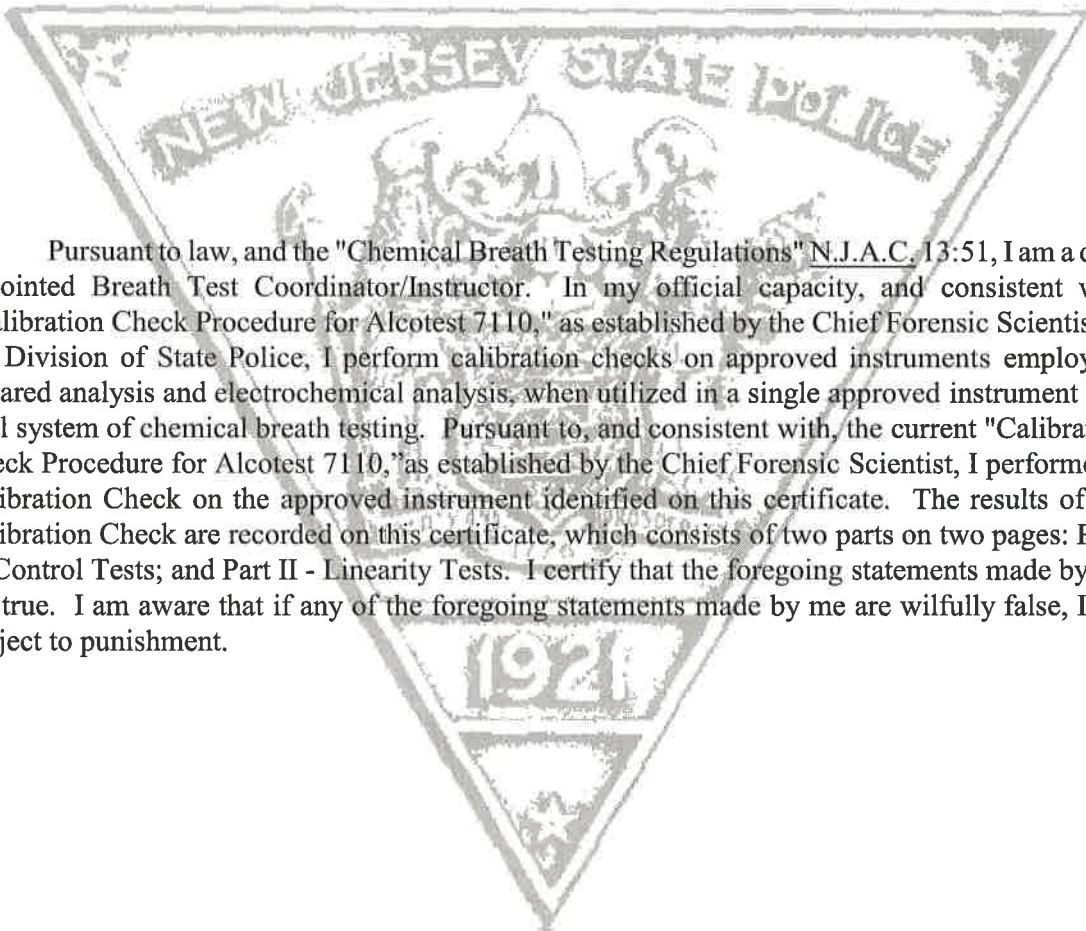 NEW JERSEY STATE POLICE
Pursuant to law, and the "Chemical Breath Testing Regulations" N.J.A.C. 13:51, I am a
ointed Breath Test Coordinator/Instructor. In my official capacity, and consistent
libration Check Procedure for Alcotest 7110," as established by the Chief Forensic Scientis
Division of State Police, I perform calibration checks on approved instruments employ
ared analysis and electrochemical analysis, when utilized in a single approved instrument
l system of chemical breath testing. Pursuant to, and consistent with, the current "Calibra
eck Procedure for Alcotest 7110,"as established by the Chief Forensic Scientist, I performe
ibration Check on the approved instrument identified on this certificate. The results of
ibration Check are recorded on this certificate, which consists of two parts on two pages:
Control Tests; and Part II - Linearity Tests. I certify that the foregoing statements made by
true. I am aware that if any of the foregoing statements made by me are wilfully false, I
ject to punishment.
1921